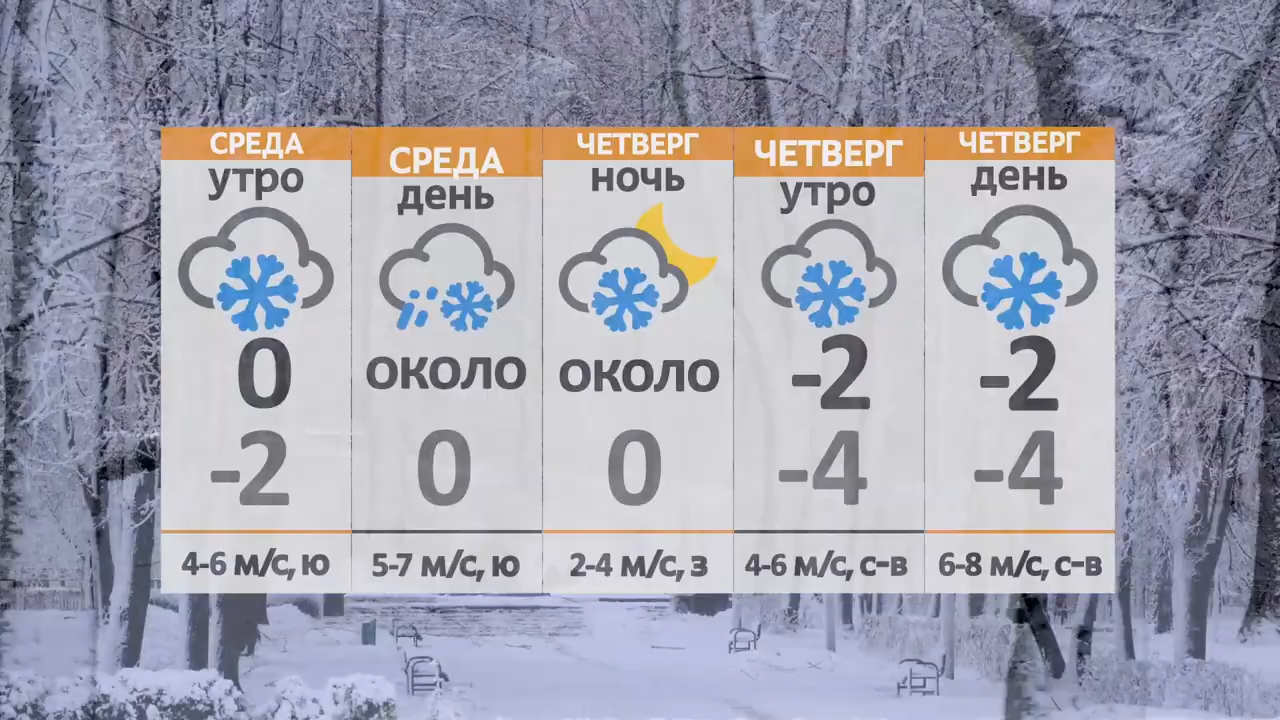 СРЕДА
утро
0
-2
4-6 м/с, ю
СРЕДА
день
около
0
5-7 м/с, ю
ЧЕТВЕРГ
ночь
около
0
2-4 м/с, з
ЧЕТВЕРГ
утро
-2
-4
4-6 м/с, с-в
ЧЕТВЕРГ
день
-2
-4
6-8 м/с, с-в